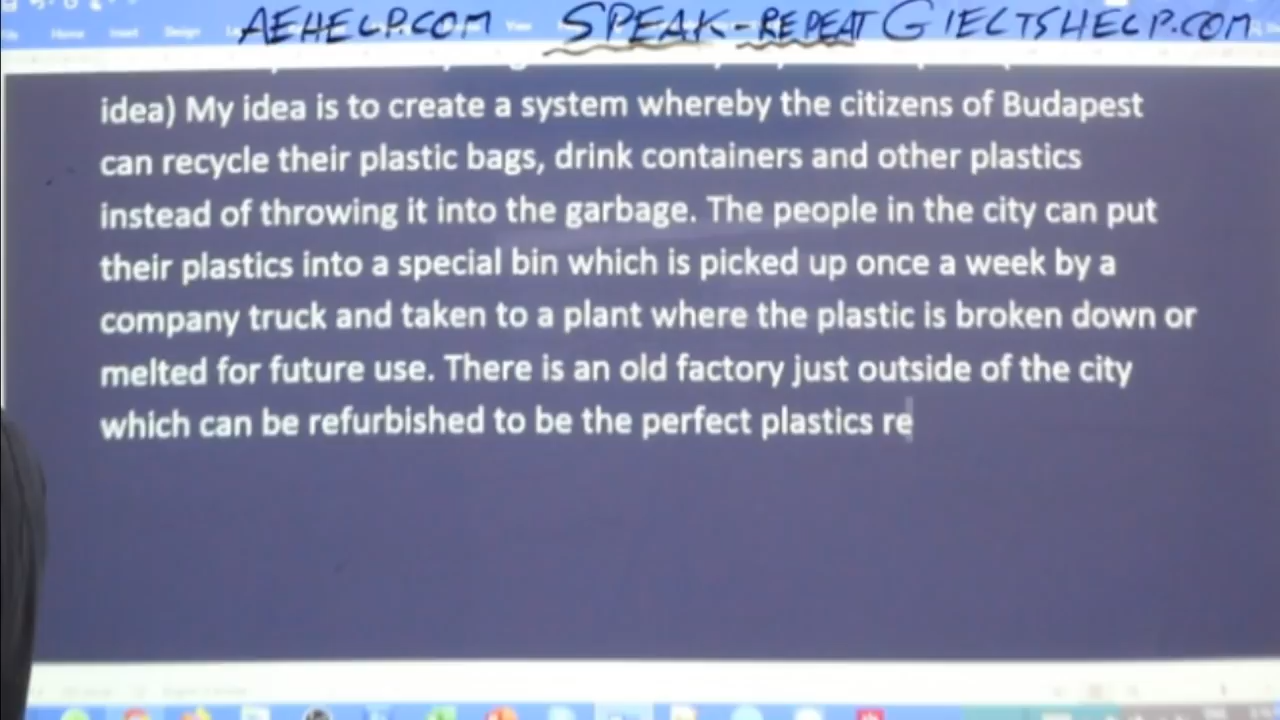 AEHELP.COM SPEAK-REPEAT G IELTSHELP.COM
idea) My idea is to create a system whereby the citizens of Budapest
can recycle their plastic bags, drink containers and other plastics
instead of throwing it into the garbage. The people in the city can put
their plastics into a special bin which is picked up once a week by a
company truck and taken to a plant where the plastic is broken down or
melted for future use. There is an old factory just outside of the city
which can be refurbished to be the perfect plastics re